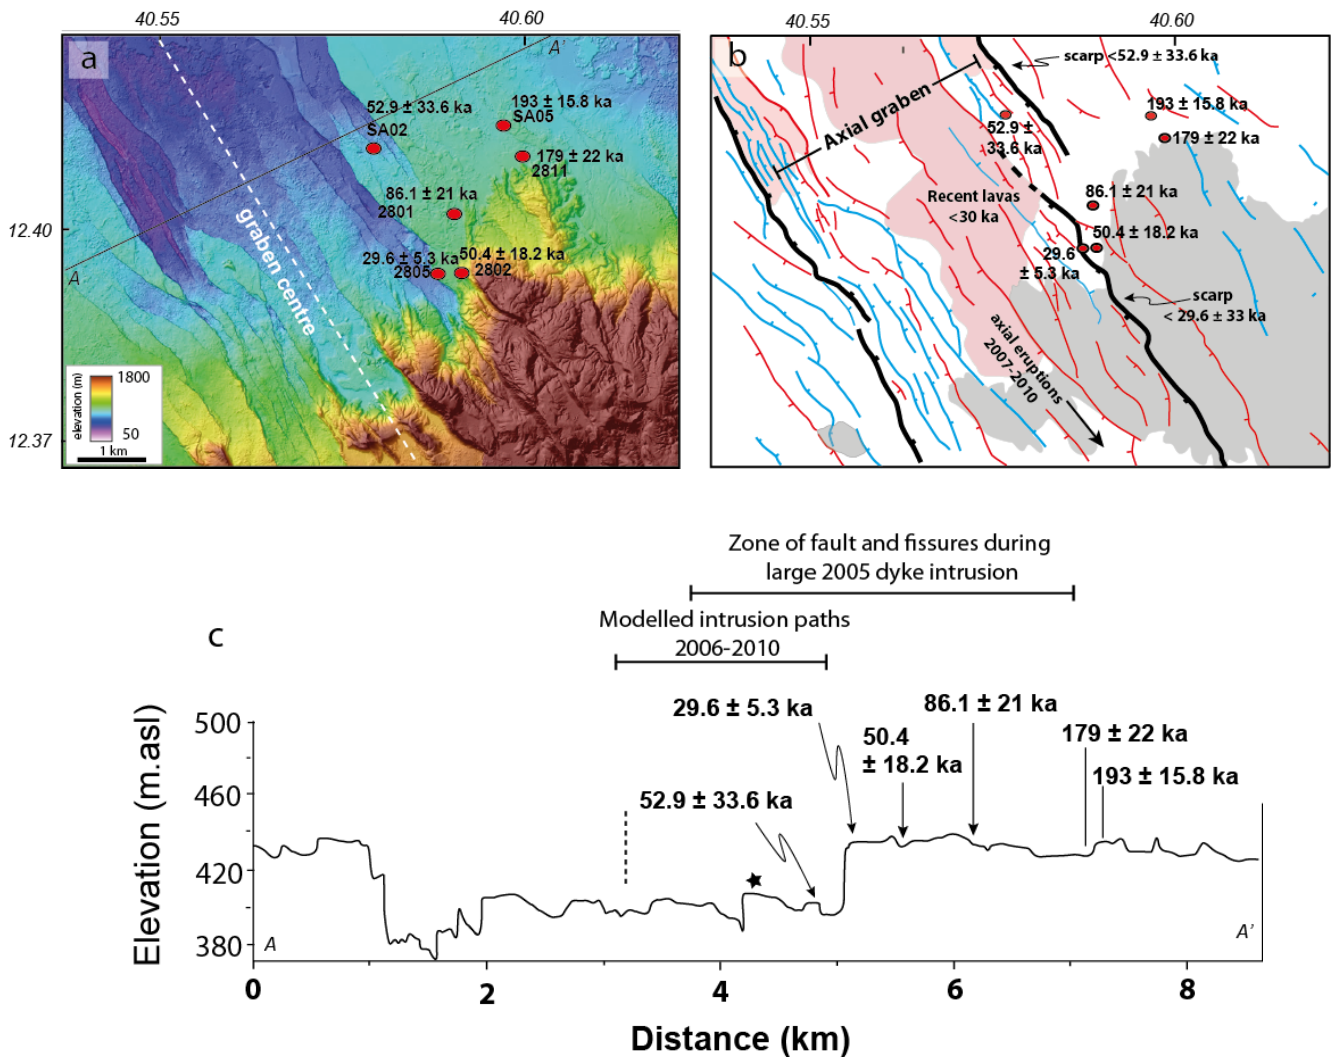 40.55
40.60
40.55
40.60
a
A'
52.9 ± 33.6 ka
SA02
193 ± 15.8 ka
SA05
179 ± 22 ka
2811
86.1 ± 21 ka
2801
29.6 ± 5.3 ka
2805
50.4 ± 18.2 ka
2802
graben centre
A
12.40
12.37
elevation (m)
1800
50
1 km
b
scarp <52.9 ± 33.6 ka
Axial graben
193 ± 15.8 ka
179 ± 22 ka
52.9 ±
33.6 ka
86.1 ± 21 ka
Recent lavas
<30 ka
50.4 ± 18.2 ka
29.6
± 5.3 ka
scarp
< 29.6 ± 33 ka
axial eruptions
2007-2010
Zone of fault and fissures during
large 2005 dyke intrusion
Modelled intrusion paths
2006-2010
c
29.6 ± 5.3 ka
86.1 ± 21 ka
50.4
± 18.2 ka
179 ± 22 ka
193 ± 15.8 ka
52.9 ± 33.6 ka
Elevation (m.asl)
500
460
420
380
A
A'
0
2
4
6
8
Distance (km)